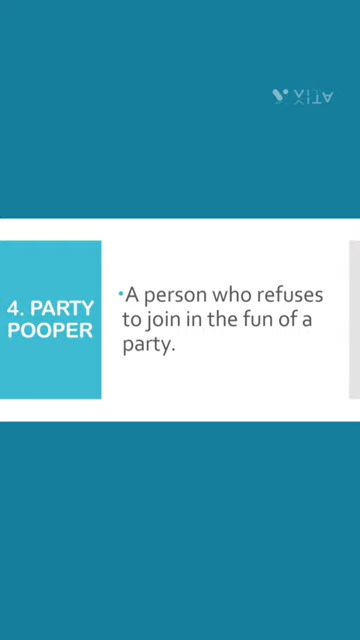 4. PARTY
POOPER
•A person who refuses
to join in the fun of a
party.